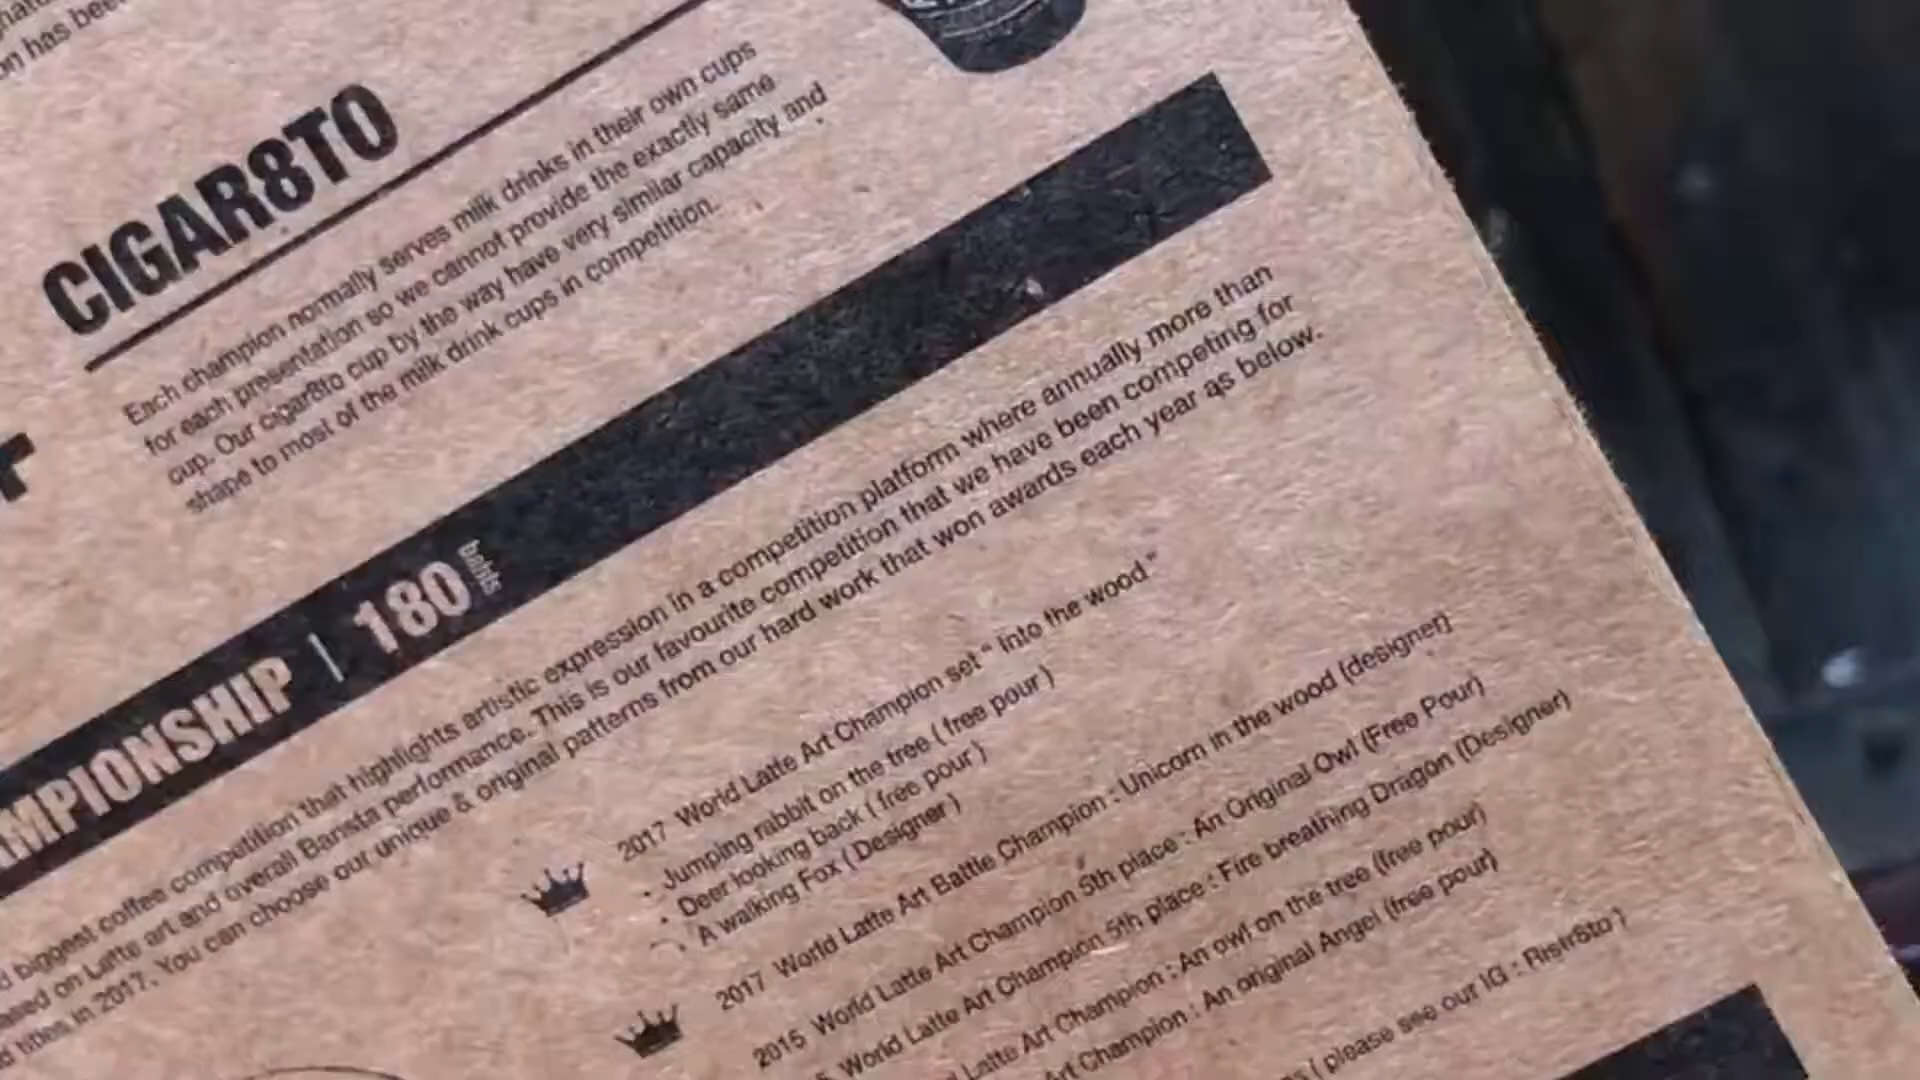 on has been
CIGAR8TO
Each champion normally serves milk drinks in their own cups
for each presentation so we cannot provide the exactly same
cup. Our cigar8to cup by the way have very similar capacity and
shape to most of the milk drink cups in competition.
MPIONSHIP | 180 bahts
d biggest coffee competition that highlights artistic expression in a competition platform where annually more than
ased on Latte art and overall Barista performance. This is our favourite competition that we have been competing for
d titles in 2017. You can choose our unique & original patterns from our hard work that won awards each year as below.
2017 World Latte Art Champion set " Into the wood "
- Jumping rabbit on the tree ( free pour )
- Deer looking back ( free pour )
- A walking Fox ( Designer )
2017 World Latte Art Battle Champion : Unicorn in the wood (designer)
2015 World Latte Art Champion 5th place : An Original Owl (Free Pour)
5 World Latte Art Champion 5th place : Fire breathing Dragon (Designer)
Latte Art Champion : An owl on the tree (free pour)
Art Champion : An original Angel (free pour)
( please see our IG : Ristr8to )